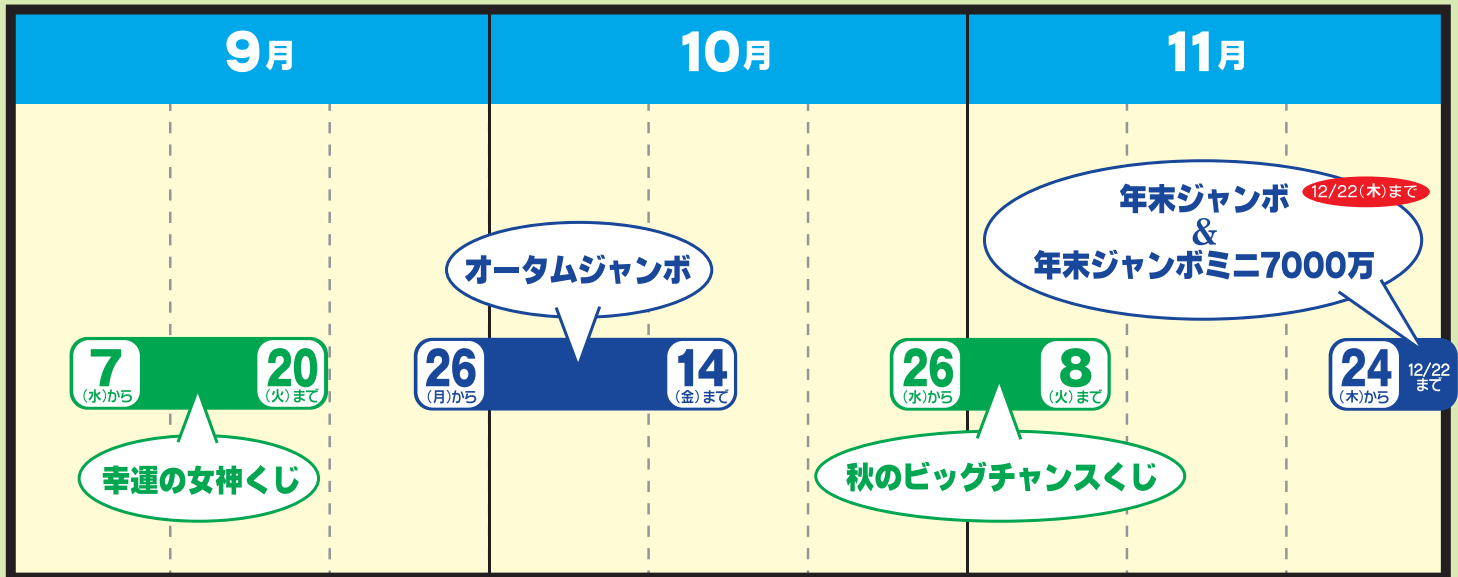 9月
10月
11月
年末ジャンボ
12/22(木)まで
&
年末ジャンボミニ7000万
オータムジャンボ
7
(水)から
20
(火)まで
26
(月)から
14
(金)まで
26
(水)から
8
(火)まで
24
(木)から
12/22
まで
幸運の女神くじ
秋のビッグチャンスくじ